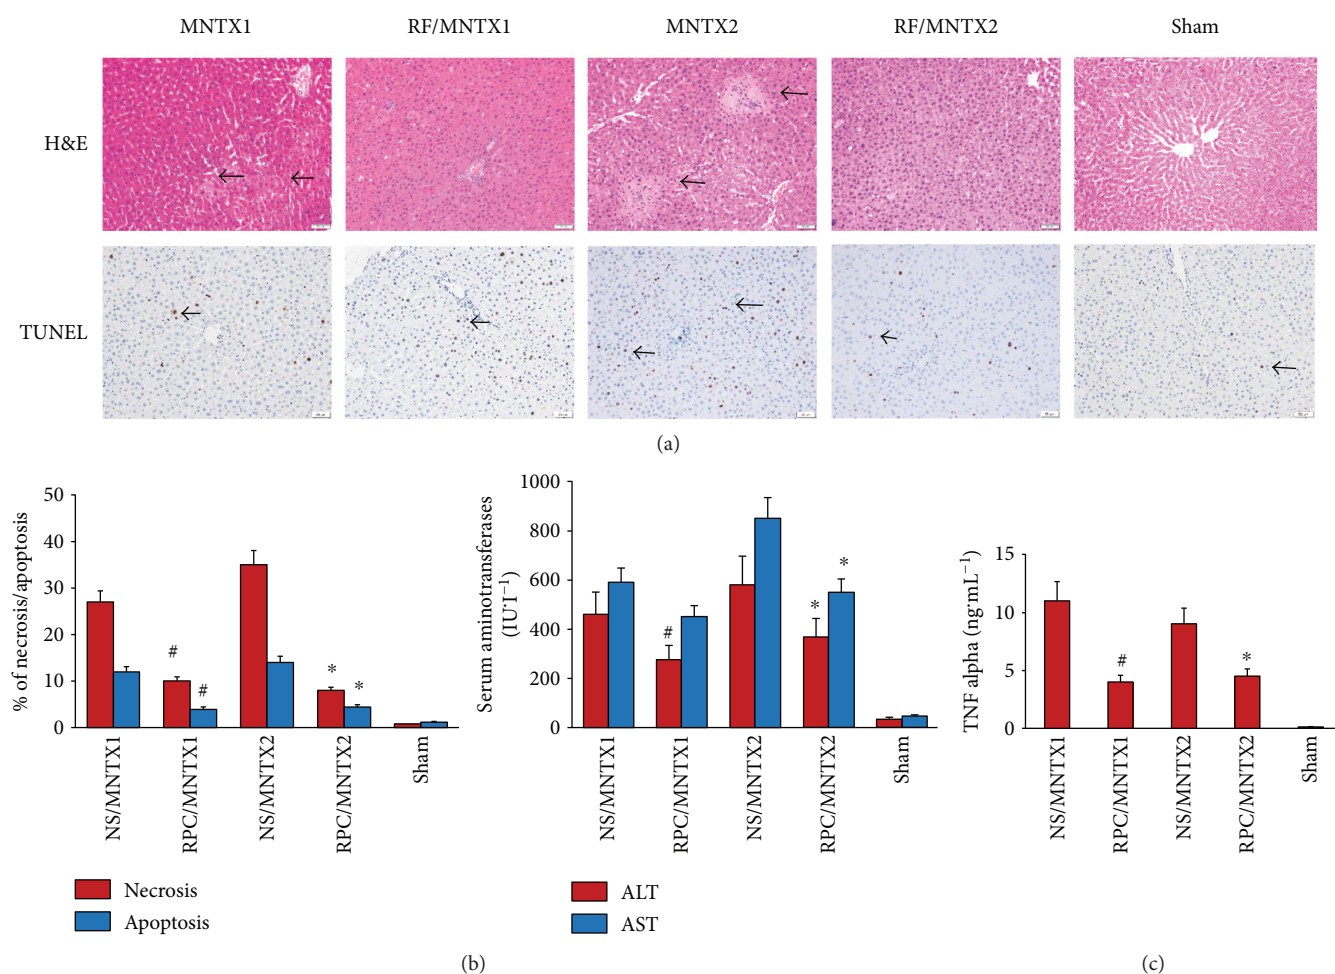 MNTX1 RF/MNTX1 MNTX2 RF/MNTX2 Sham
H&E
TUNEL
(a)
% of necrosis/apoptosis
50
40
30
20
10
0
#
#
*
*
NS/MNTX1
RPC/MNTX1
NS/MNTX2
RPC/MNTX2
Sham
Necrosis
Apoptosis
Serum aminotransferases
(IU·l⁻¹)
1000
800
600
400
200
0
#
*
*
NS/MNTX1
RPC/MNTX1
NS/MNTX2
RPC/MNTX2
Sham
ALT
AST
(b)
TNF alpha (ng·mL⁻¹)
15
10
5
0
#
*
NS/MNTX1
RPC/MNTX1
NS/MNTX2
RPC/MNTX2
Sham
(c)